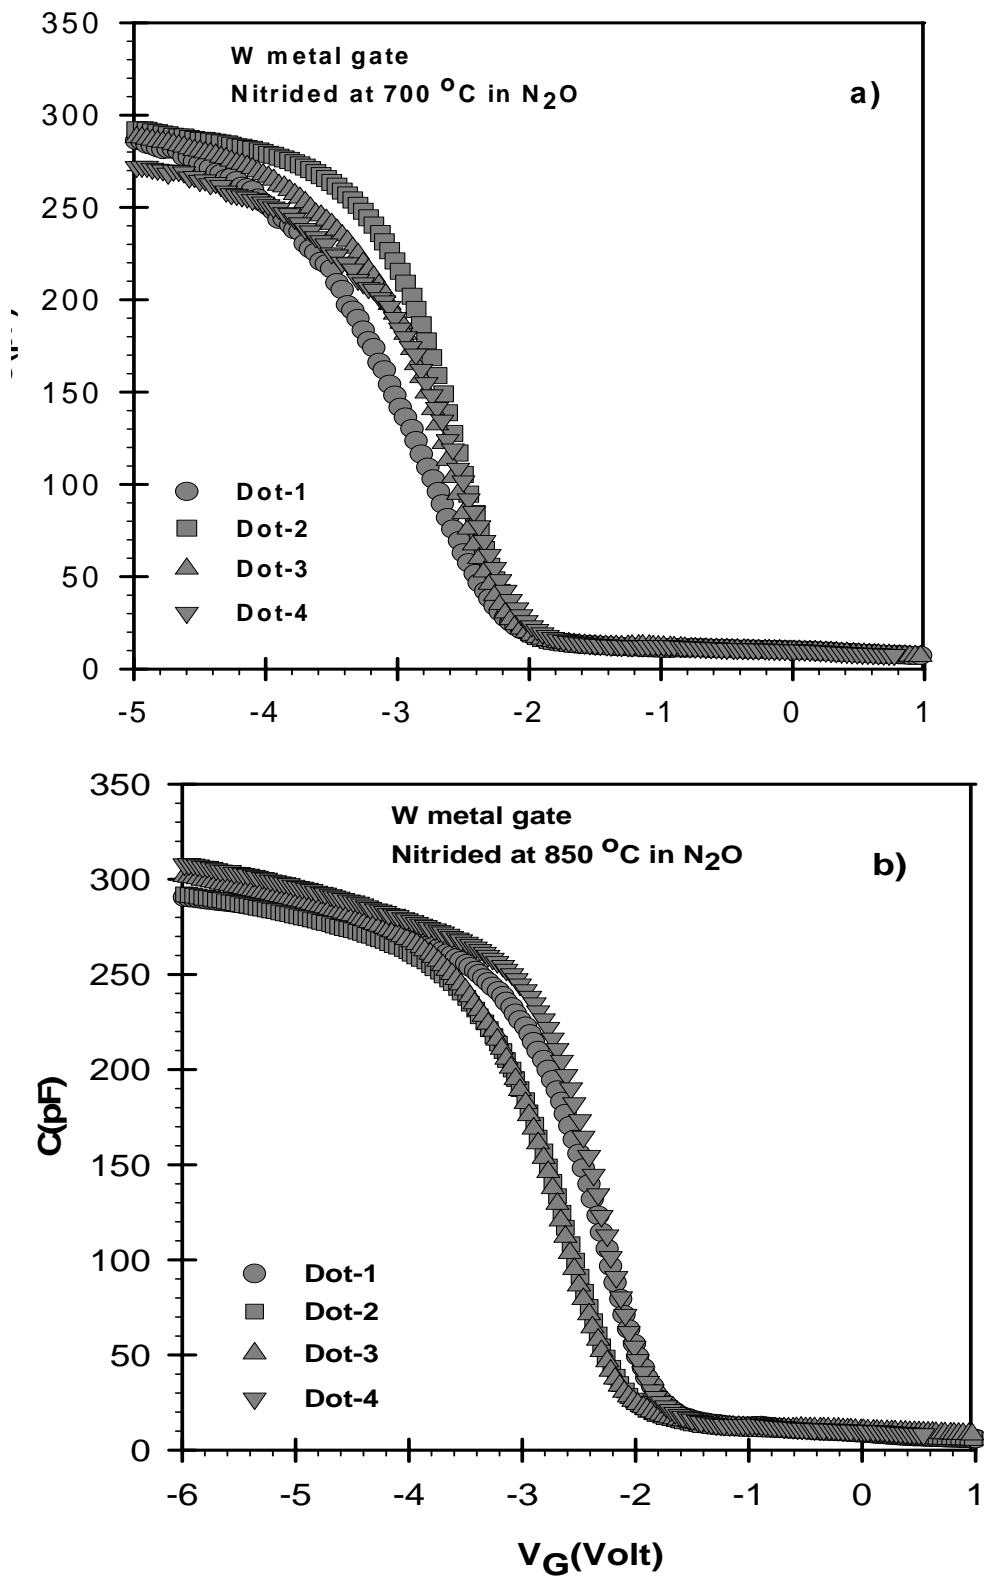 350
W metal gate
Nitrided at 700 °C in N2O
a)
300
250
200
150
100
50
0
Dot-1
Dot-2
Dot-3
Dot-4
-5 -4 -3 -2 -1 0 1
350
W metal gate
Nitrided at 850 °C in N2O
b)
300
250
200
150
100
50
0
C(pF)
Dot-1
Dot-2
Dot-3
Dot-4
-6 -5 -4 -3 -2 -1 0 1
VG(Volt)